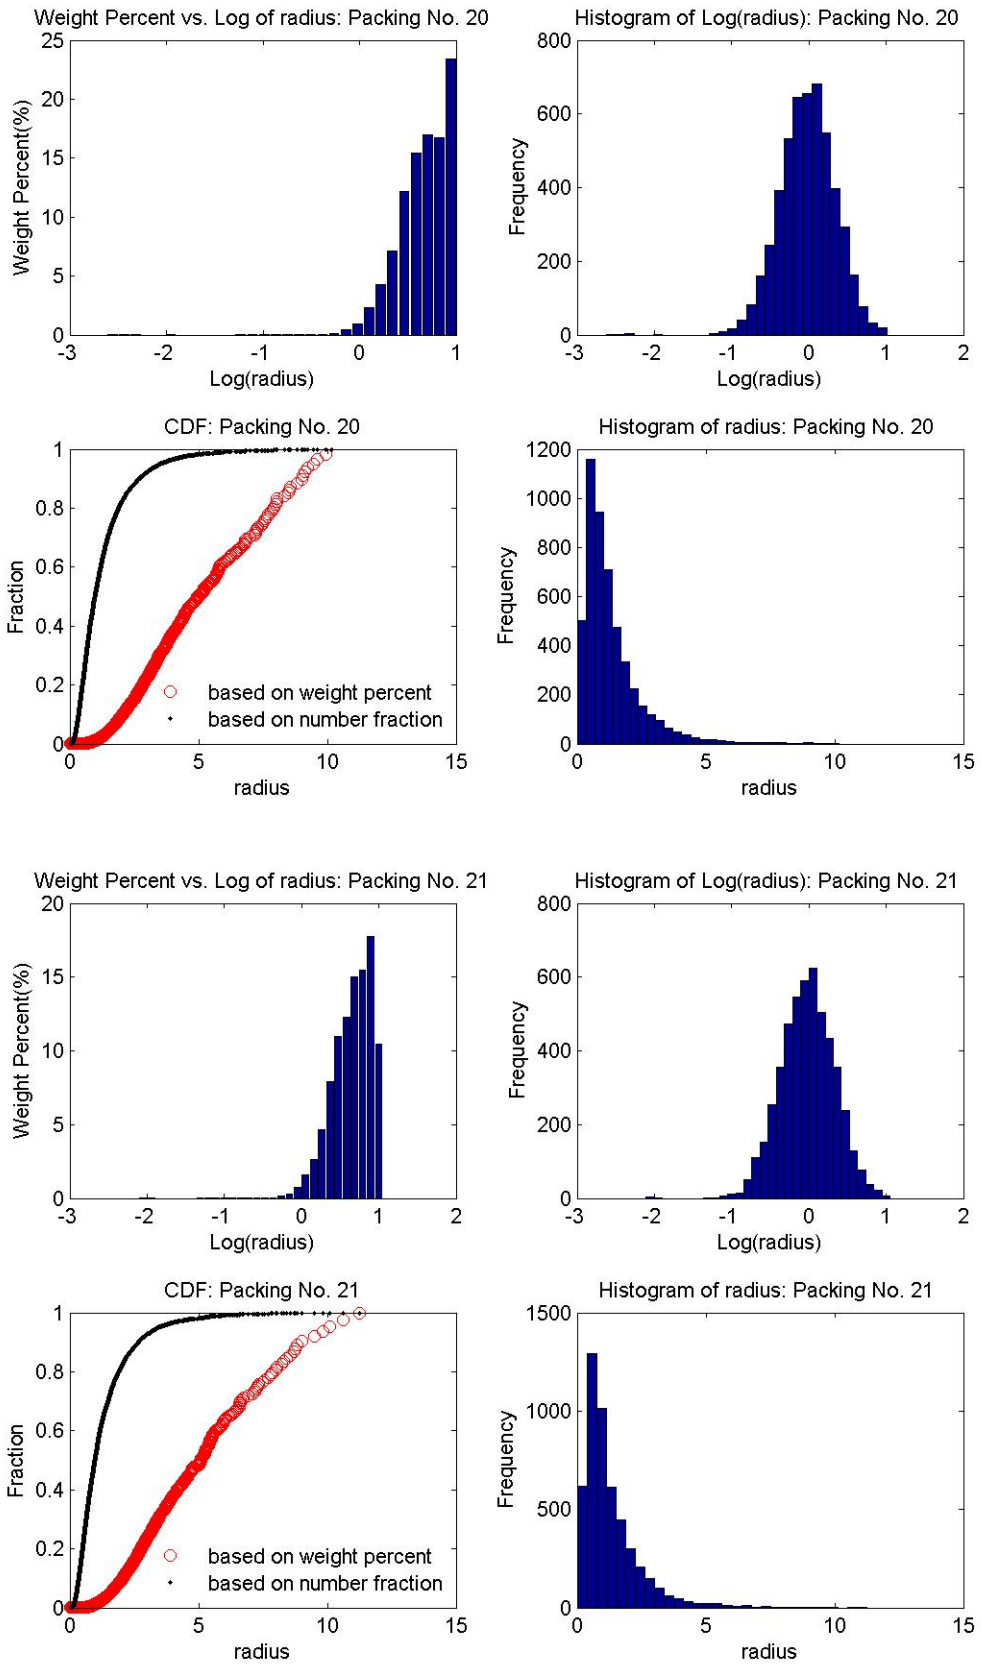 Weight Percent vs. Log of radius: Packing No. 20
25
20
15
10
5
0
Weight Percent(%)
-3 -2 -1 0 1
Log(radius)
Histogram of Log(radius): Packing No. 20
800
600
400
200
0
Frequency
-3 -2 -1 0 1 2
Log(radius)
CDF: Packing No. 20
1
0.8
0.6
0.4
0.2
0
Fraction
based on weight percent
based on number fraction
0 5 10 15
radius
Histogram of radius: Packing No. 20
1200
1000
800
600
400
200
0
Frequency
0 5 10 15
radius
Weight Percent vs. Log of radius: Packing No. 21
20
15
10
5
0
Weight Percent(%)
-3 -2 -1 0 1 2
Log(radius)
Histogram of Log(radius): Packing No. 21
800
600
400
200
0
Frequency
-3 -2 -1 0 1 2
Log(radius)
CDF: Packing No. 21
1
0.8
0.6
0.4
0.2
0
Fraction
based on weight percent
based on number fraction
0 5 10 15
radius
Histogram of radius: Packing No. 21
1500
1000
500
0
Frequency
0 5 10 15
radius